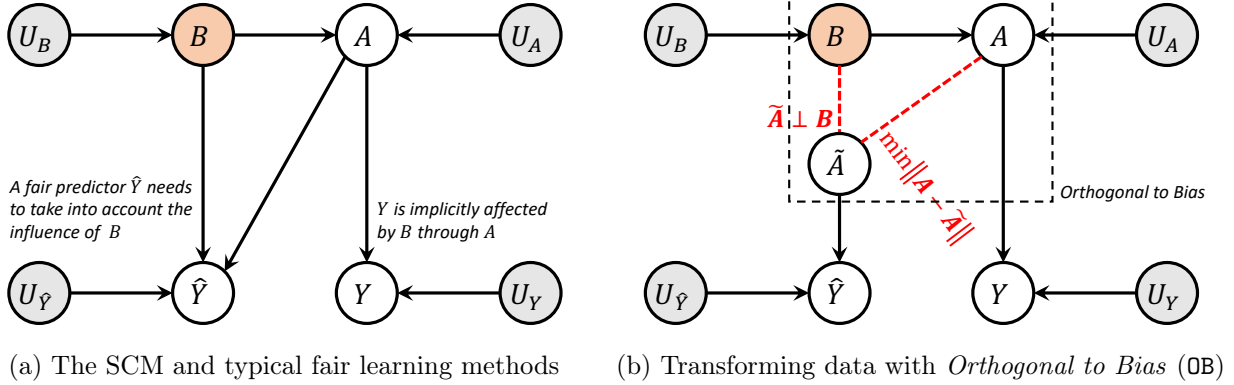 U_B
B
A
U_A
A fair predictor Ŷ needs
to take into account the
influence of B
Y is implicitly affected
by B through A
U_Ŷ
Ŷ
Y
U_Y
(a) The SCM and typical fair learning methods
U_B
B
A
U_A
Ã ⊥ B
min‖A − Ã‖
Ã
Orthogonal to Bias
U_Ŷ
Ŷ
Y
U_Y
(b) Transforming data with Orthogonal to Bias (OB)